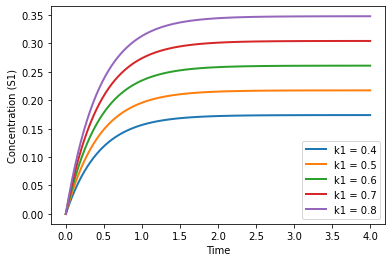 0.35
0.30
0.25
0.20
0.15
0.10
0.05
0.00
Concentration (S1)
0.0 0.5 1.0 1.5 2.0 2.5 3.0 3.5 4.0
Time
k1 = 0.4
k1 = 0.5
k1 = 0.6
k1 = 0.7
k1 = 0.8